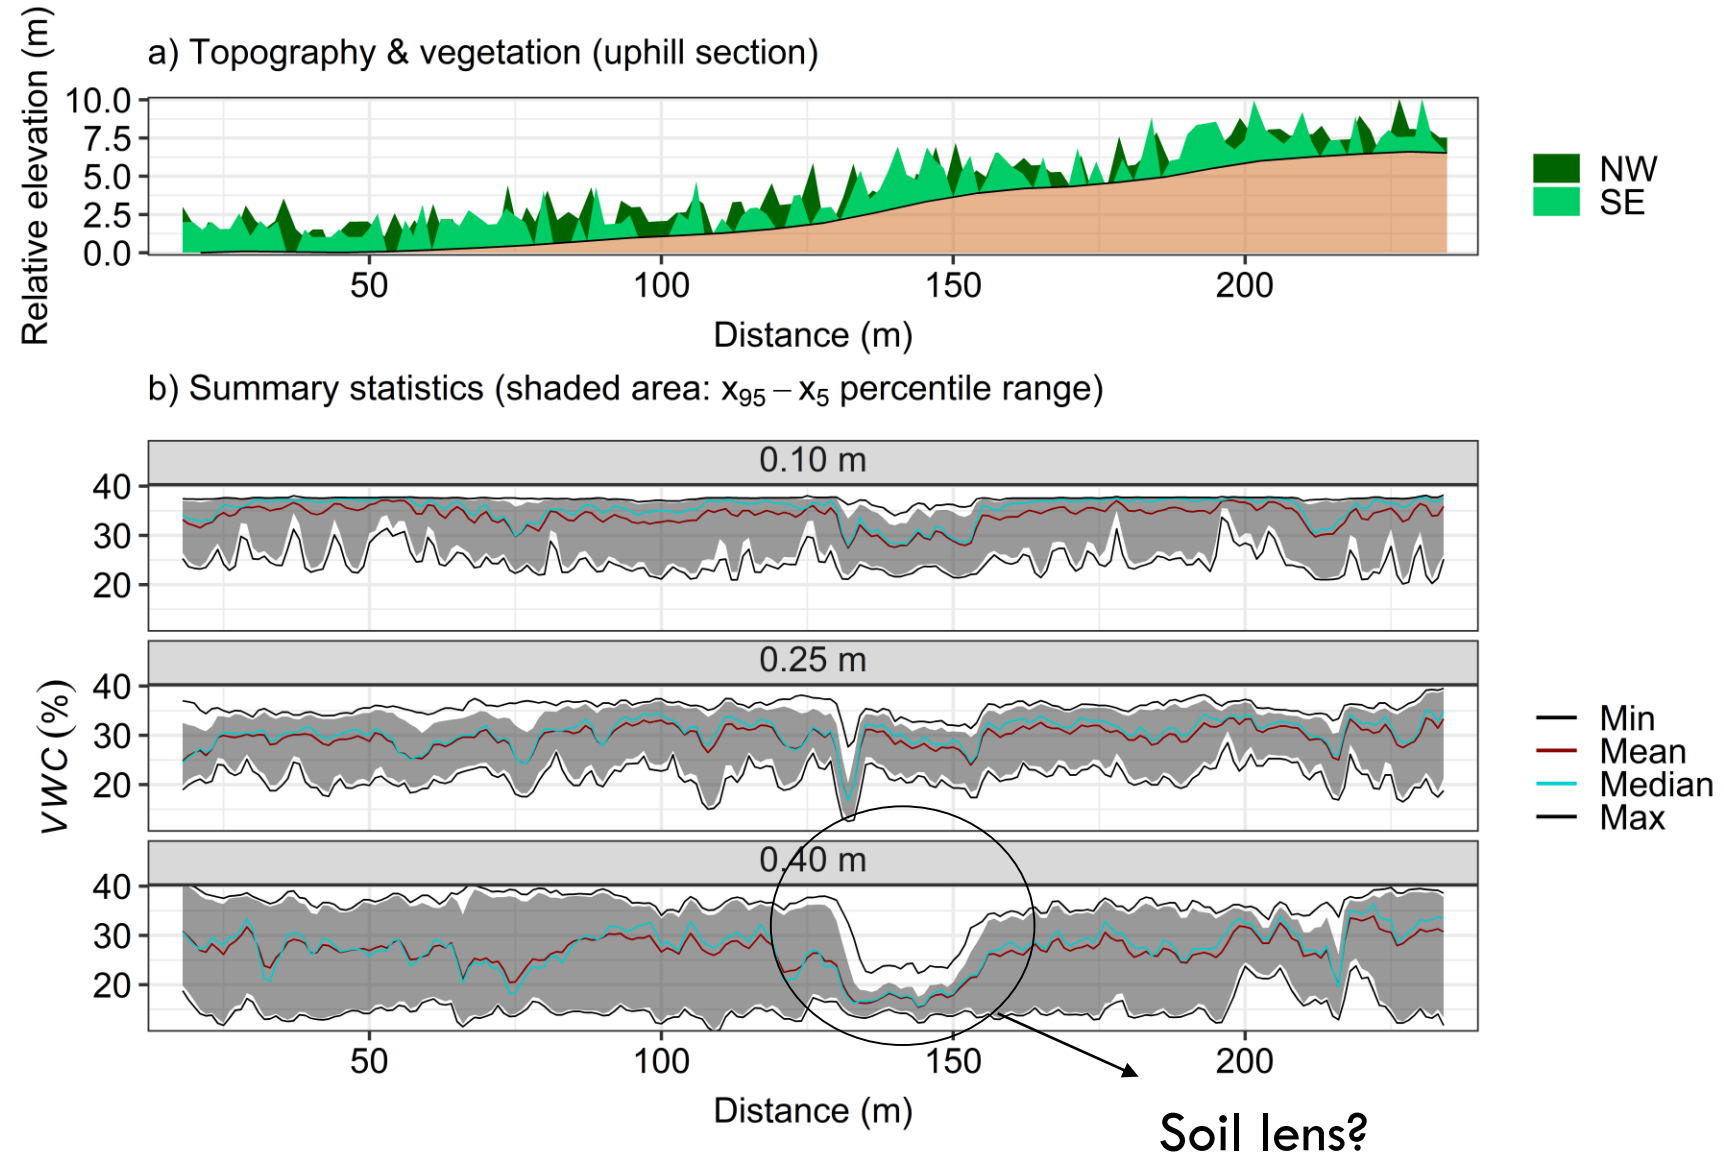 a) Topography & vegetation (uphill section)
Relative elevation (m)
10.0
7.5
5.0
2.5
0.0
50 100 150 200
Distance (m)
NW
SE
b) Summary statistics (shaded area: x95 – x5 percentile range)
0.10 m
40
30
20
0.25 m
40
30
20
VWC (%)
0.40 m
40
30
20
50 100 150 200
Distance (m)
Min
Mean
Median
Max
Soil lens?